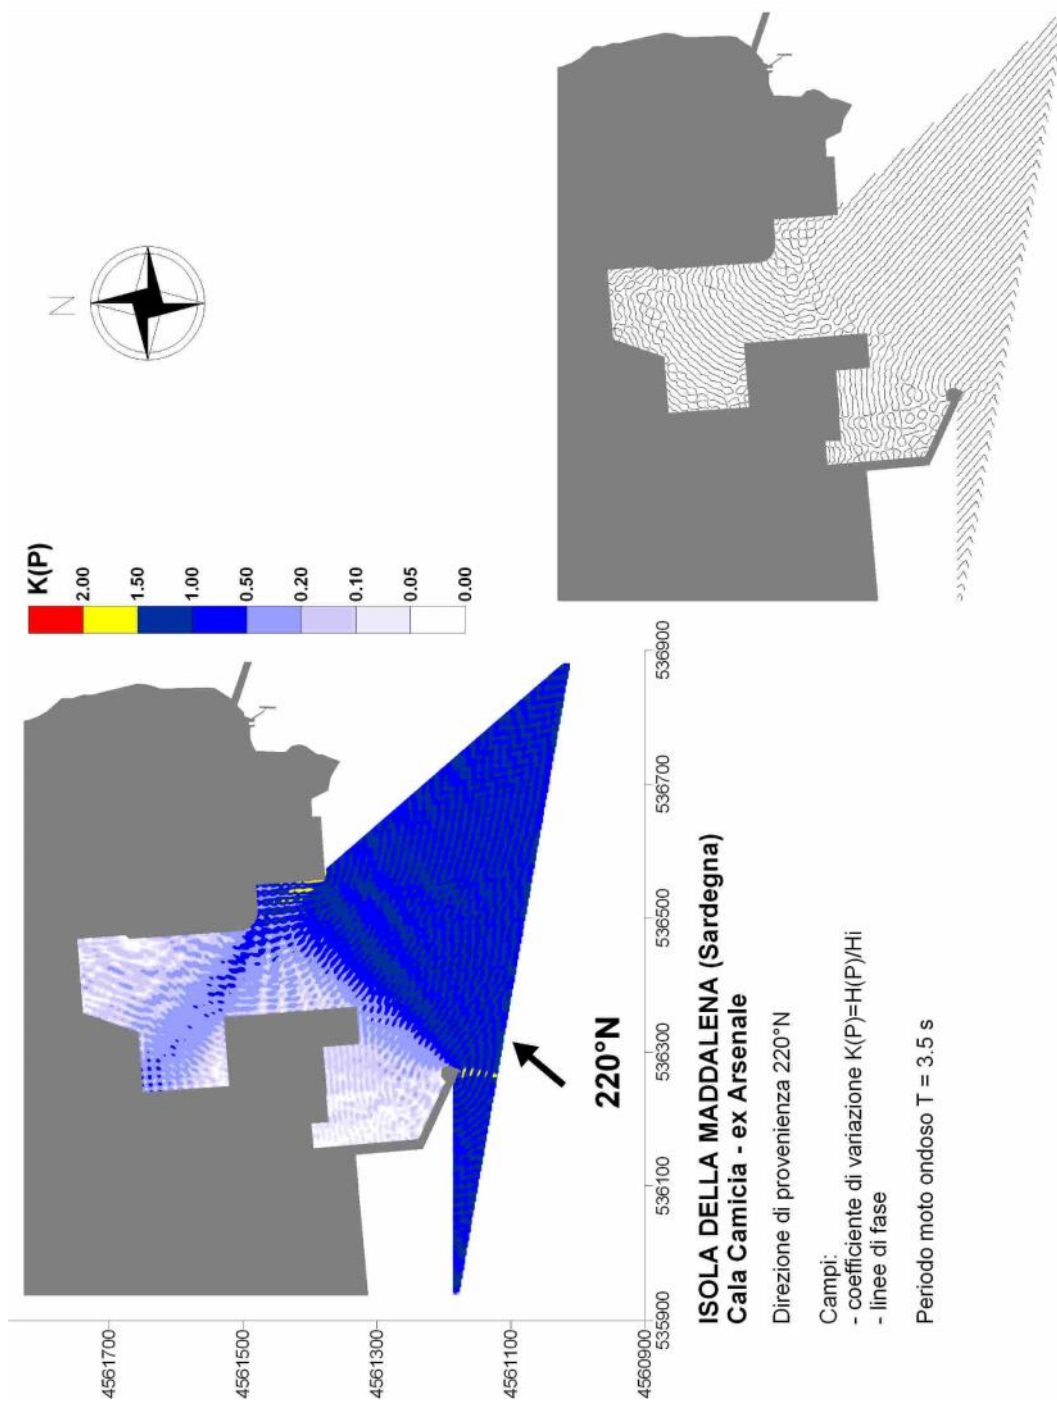 N
K(P)
2.00
1.50
1.00
0.50
0.20
0.10
0.05
0.00
4561700
4561500
4561300
4561100
4560900
535900
536100
536300
536500
536700
536900
220°N
ISOLA DELLA MADDALENA (Sardegna)
Cala Camicia - ex Arsenale
Direzione di provenienza 220°N
Campi:
- coefficiente di variazione K(P)=H(P)/Hi
- linee di fase
Periodo moto ondoso T = 3.5 s